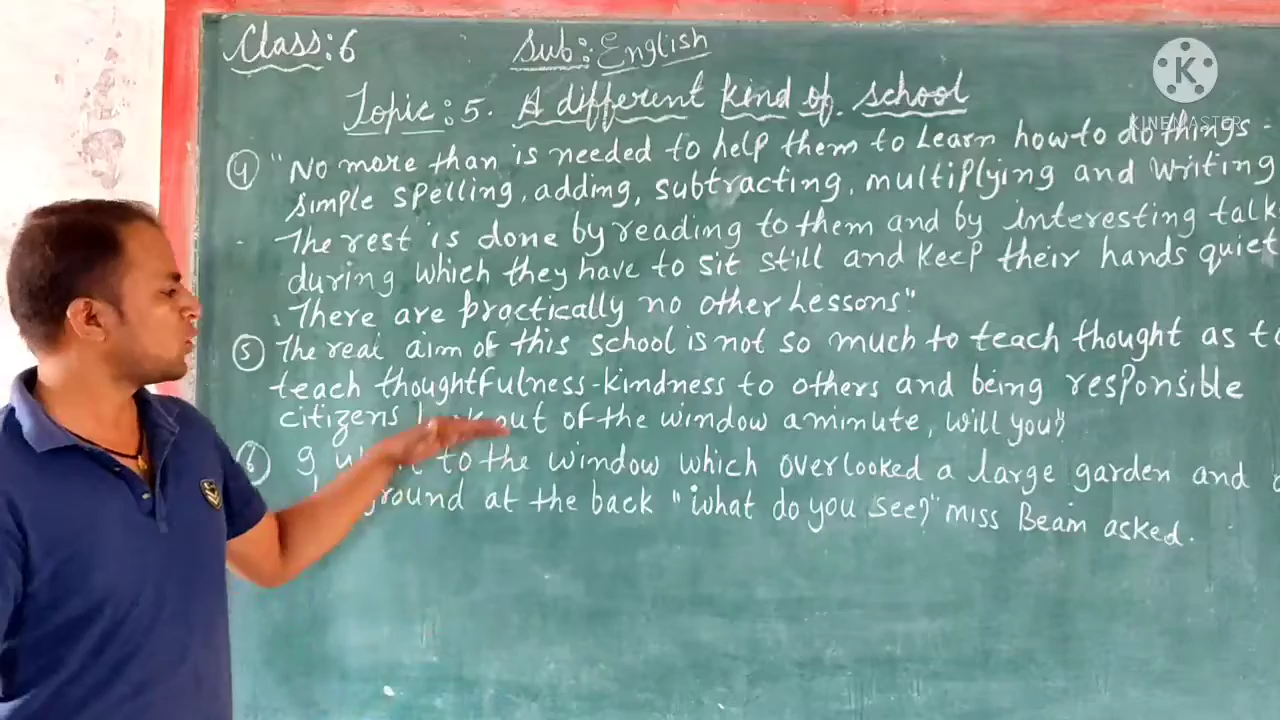 Class: 6
Sub: English
KINEMASTER
Topic: 5. A different kind of school
④ "No more than is needed to help them to Learn how to do things -
simple spelling, adding, subtracting, multiplying and writing
The rest is done by reading to them and by interesting talk
during which they have to sit still and keep their hands quiet
There are practically no other Lessons"
⑤ The real aim of this school is not so much to teach thought as to
teach thoughtfulness - kindness to others and being responsible
citizens out of the window a minute, will you?
⑥ I to the window which overlooked a large garden and
ground at the back "what do you see?" miss Beam asked.